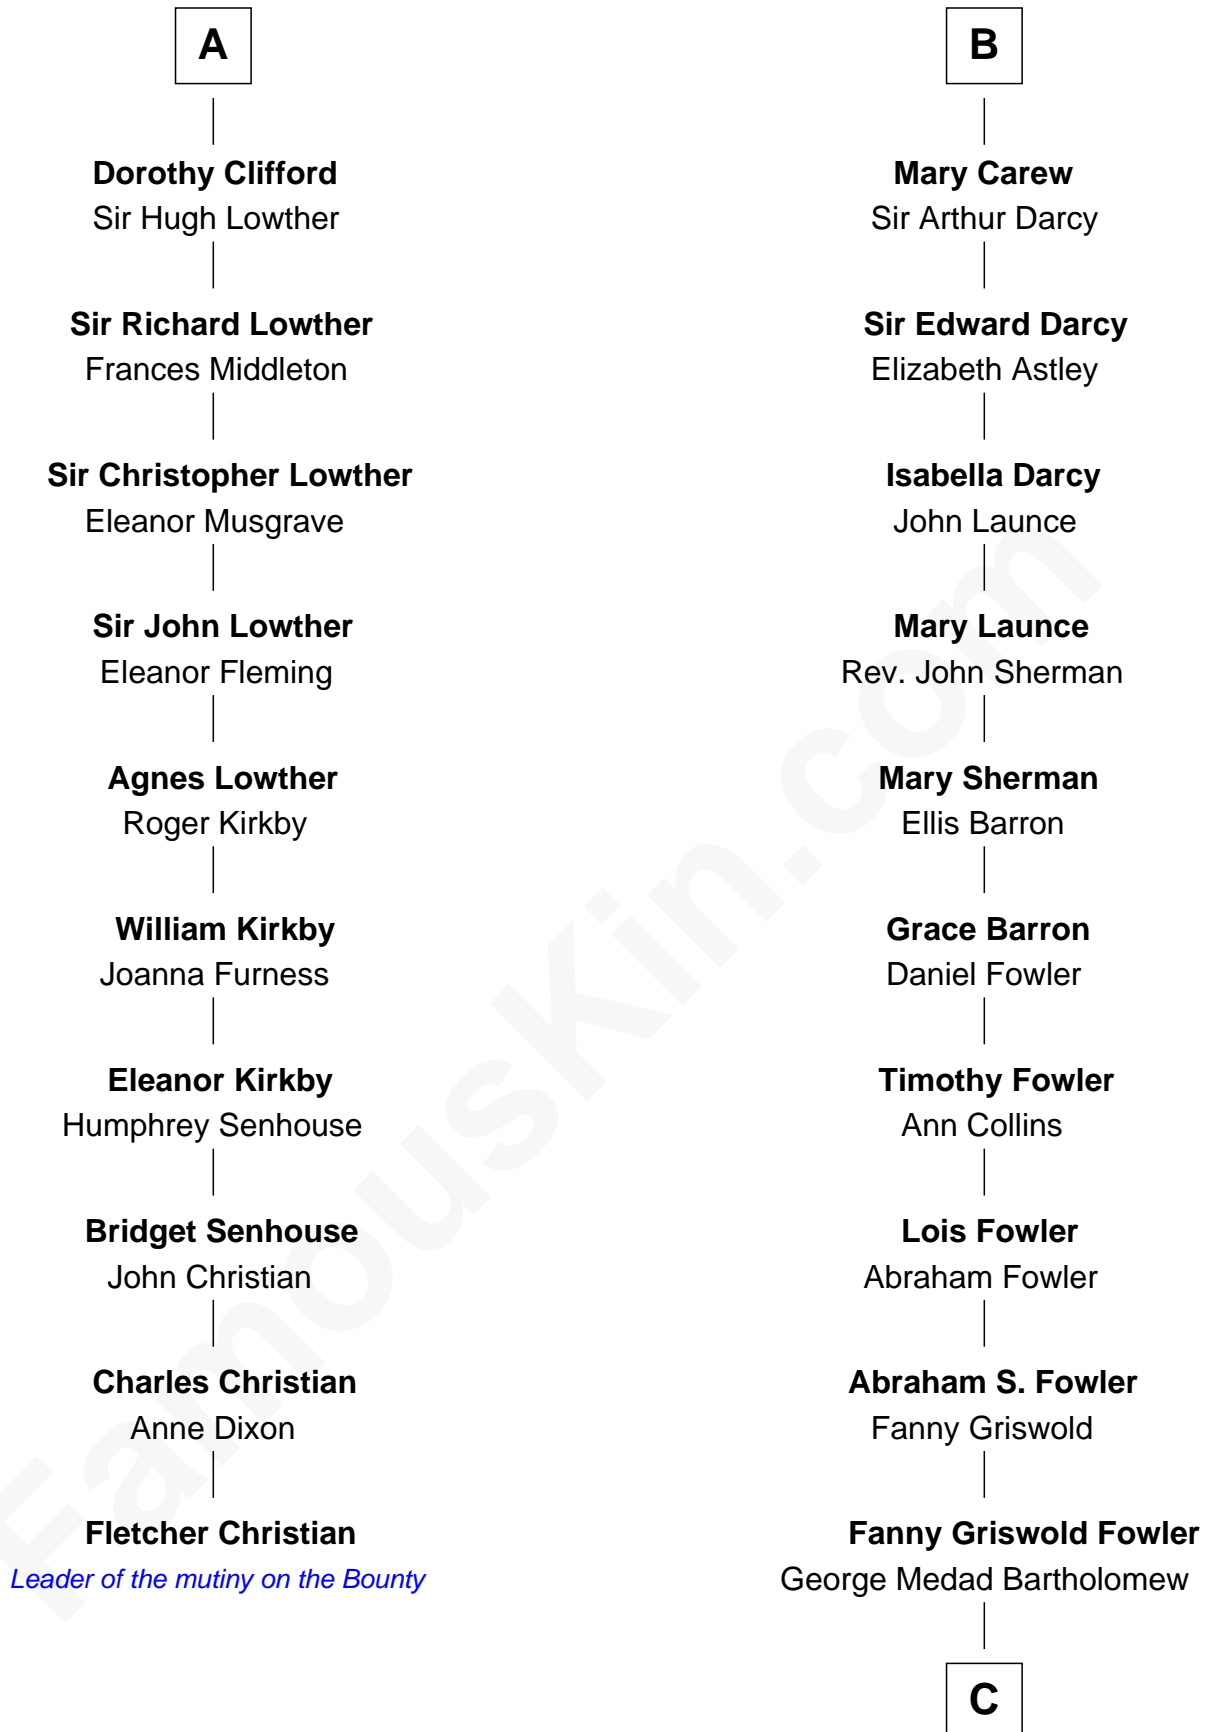 A
Dorothy Clifford
Sir Hugh Lowther
Sir Richard Lowther
Frances Middleton
Sir Christopher Lowther
Eleanor Musgrave
Sir John Lowther
Eleanor Fleming
Agnes Lowther
Roger Kirkby
William Kirkby
Joanna Furness
Eleanor Kirkby
Humphrey Senhouse
Bridget Senhouse
John Christian
Charles Christian
Anne Dixon
Fletcher Christian
Leader of the mutiny on the Bounty
B
Mary Carew
Sir Arthur Darcy
Sir Edward Darcy
Elizabeth Astley
Isabella Darcy
John Launce
Mary Launce
Rev. John Sherman
Mary Sherman
Ellis Barron
Grace Barron
Daniel Fowler
Timothy Fowler
Ann Collins
Lois Fowler
Abraham Fowler
Abraham S. Fowler
Fanny Griswold
Fanny Griswold Fowler
George Medad Bartholomew
C
FamousKin.com